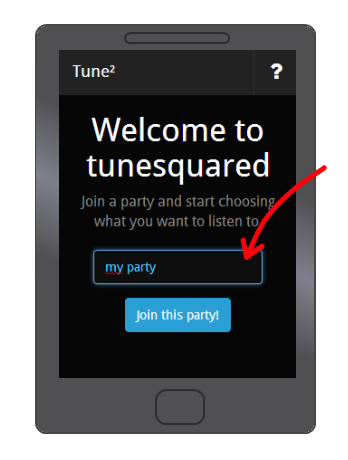 Tune²
?
Welcome to
tunesquared
Join a party and start choosing
what you want to listen to
my party
Join this party!